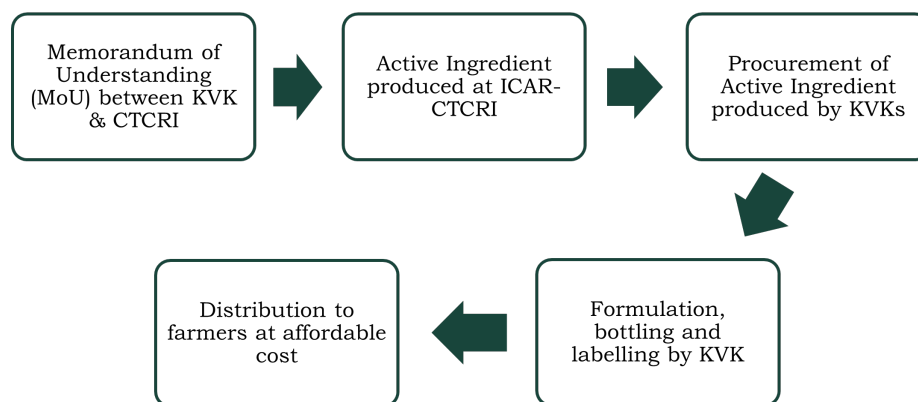 Memorandum of
Understanding
(MoU) between KVK
& CTCRI
Active Ingredient
produced at ICAR-
CTCRI
Procurement of
Active Ingredient
produced by KVKs
Formulation,
bottling and
labelling by KVK
Distribution to
farmers at affordable
cost